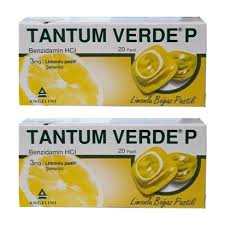 TANTUM VERDE® P
Benzidamin HCl
20 Pastil
3mg / Limonlu pastil
Şekersiz
ANGELINI
Limonlu Boğaz Pastili
TANTUM VERDE® P
Benzidamin HCl
20 Pastil
3mg / Limonlu pastil
Şekersiz
ANGELINI
Limonlu Boğaz Pastili